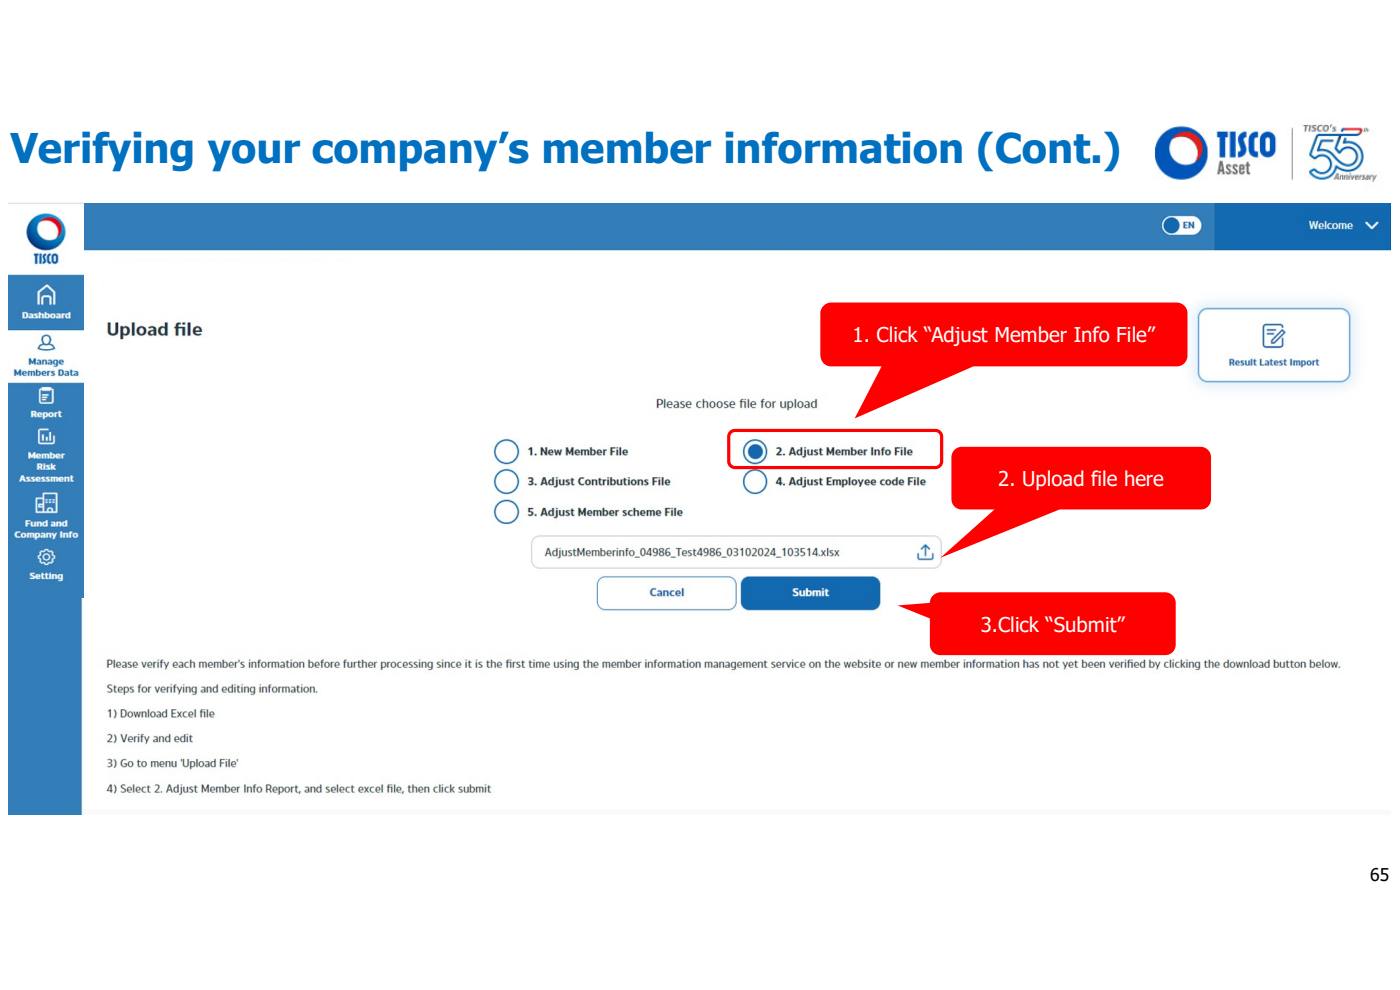 Verifying your company’s member information (Cont.)
TISCO
Asset
TISCO's
55th
Anniversary
TISCO
EN
Welcome
Dashboard
Manage
Members Data
Report
Member
Risk
Assessment
Fund and
Company Info
Setting
Upload file
1. Click “Adjust Member Info File”
Result Latest Import
Please choose file for upload
1. New Member File
2. Adjust Member Info File
3. Adjust Contributions File
4. Adjust Employee code File
5. Adjust Member scheme File
2. Upload file here
AdjustMemberinfo_04986_Test4986_03102024_103514.xlsx
Cancel
Submit
3.Click “Submit”
Please verify each member's information before further processing since it is the first time using the member information management service on the website or new member information has not yet been verified by clicking the download button below.
Steps for verifying and editing information.
1) Download Excel file
2) Verify and edit
3) Go to menu 'Upload File'
4) Select 2. Adjust Member Info Report, and select excel file, then click submit
65